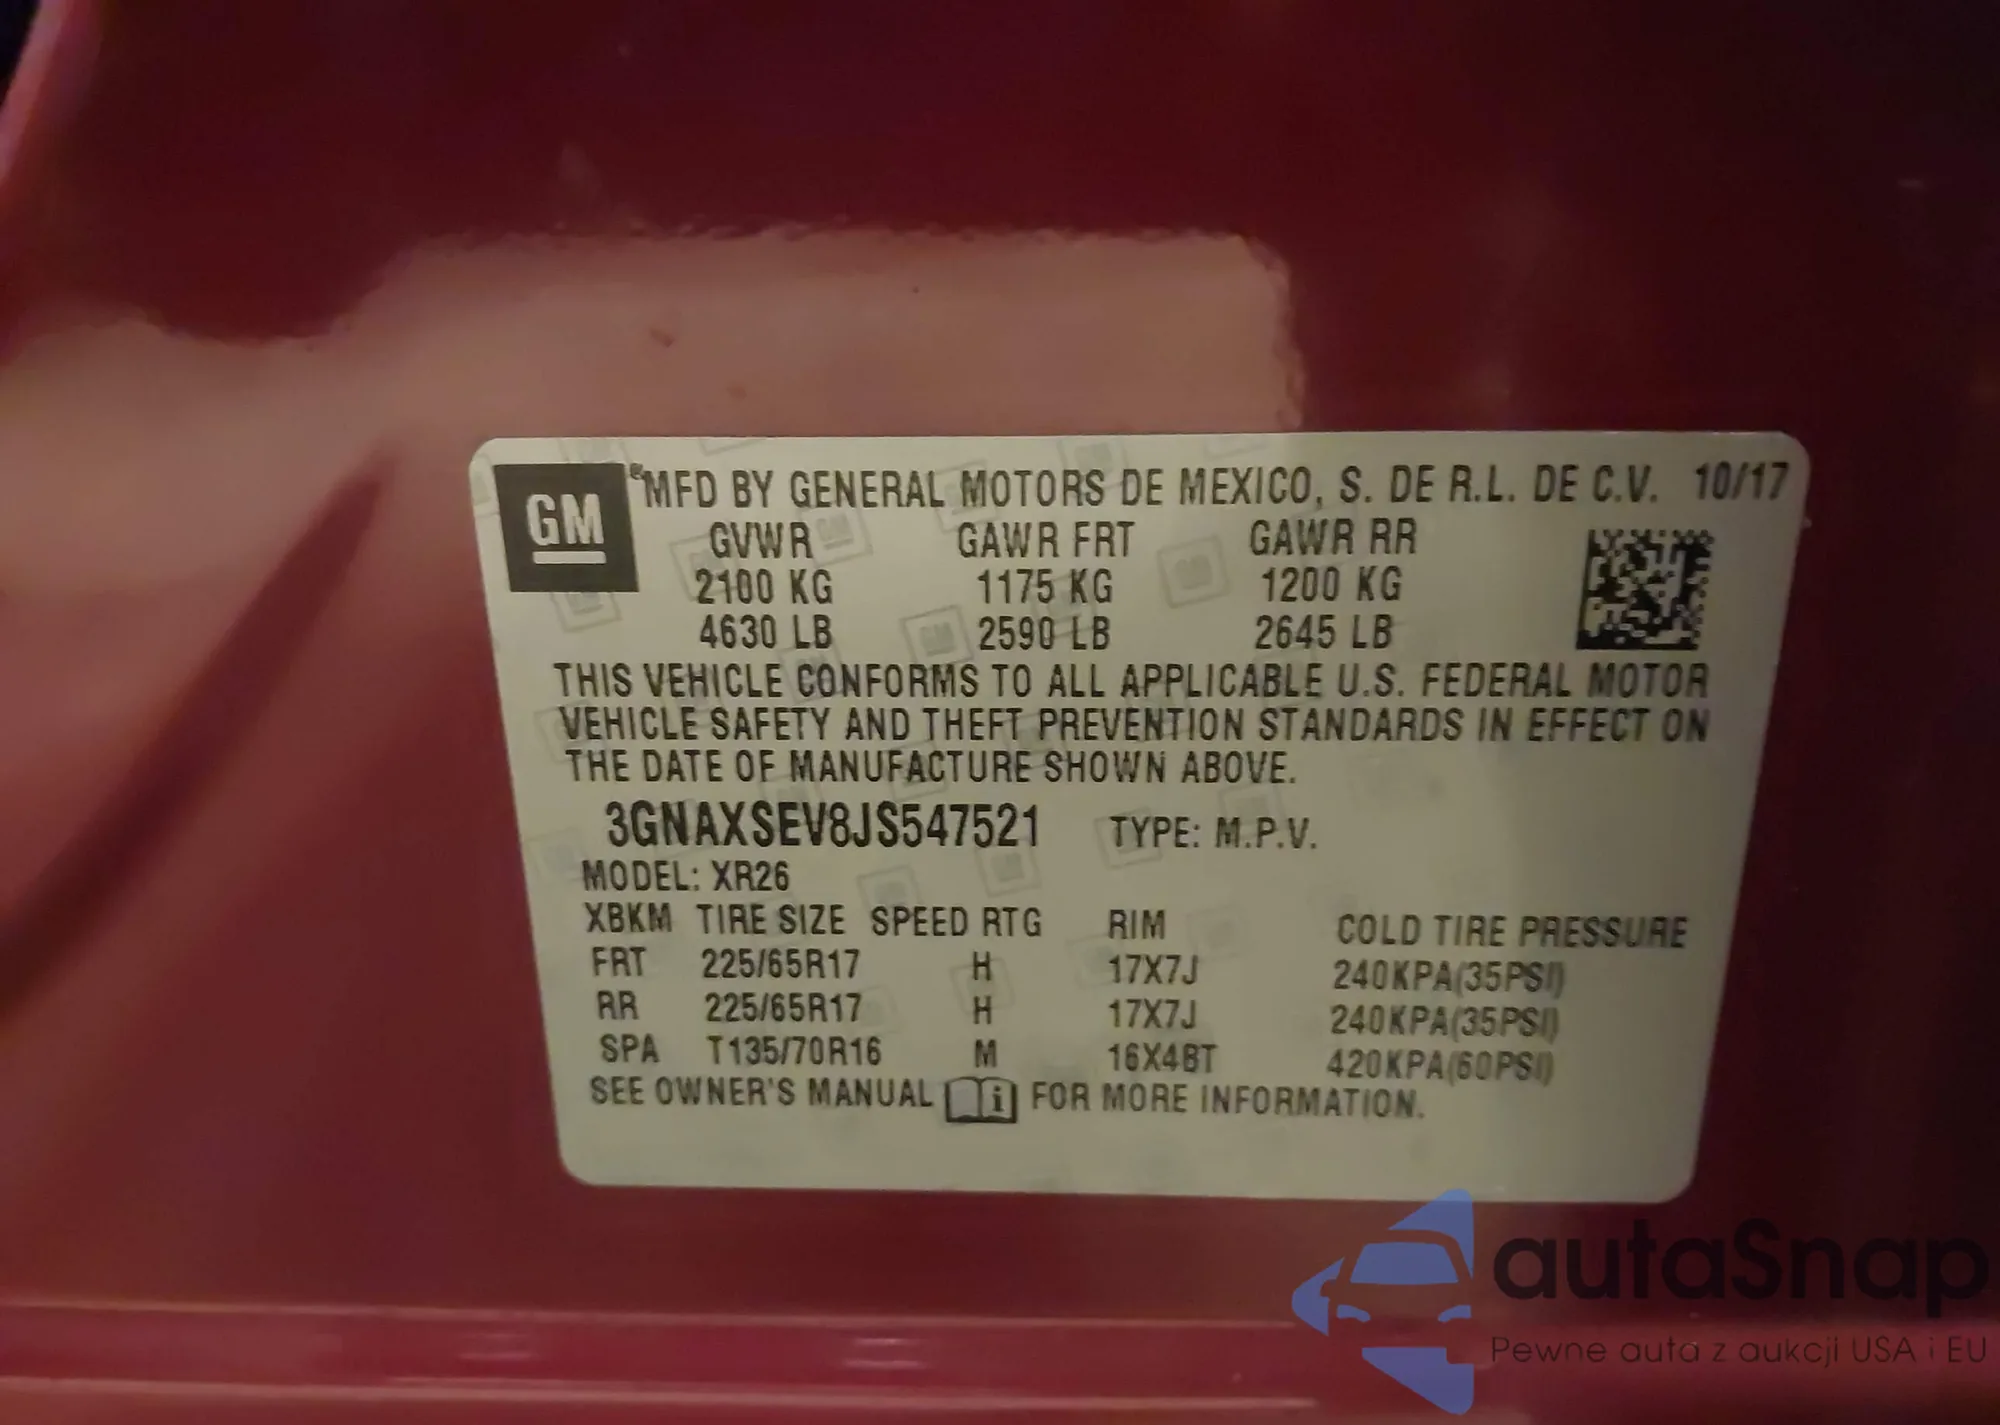 GM ®MFD BY GENERAL MOTORS DE MEXICO, S. DE R.L. DE C.V. 10/17
GVWR GAWR FRT GAWR RR
2100 KG 1175 KG 1200 KG
4630 LB 2590 LB 2645 LB
THIS VEHICLE CONFORMS TO ALL APPLICABLE U.S. FEDERAL MOTOR
VEHICLE SAFETY AND THEFT PREVENTION STANDARDS IN EFFECT ON
THE DATE OF MANUFACTURE SHOWN ABOVE.
3GNAXSEV8JS547521 TYPE: M.P.V.
MODEL: XR26
XBKM TIRE SIZE SPEED RTG RIM COLD TIRE PRESSURE
FRT 225/65R17 H 17X7J 240KPA(35PSI)
RR 225/65R17 H 17X7J 240KPA(35PSI)
SPA T135/70R16 M 16X4BT 420KPA(60PSI)
SEE OWNER'S MANUAL i FOR MORE INFORMATION.
autaSnap
Pewne auta z aukcji USA i EU